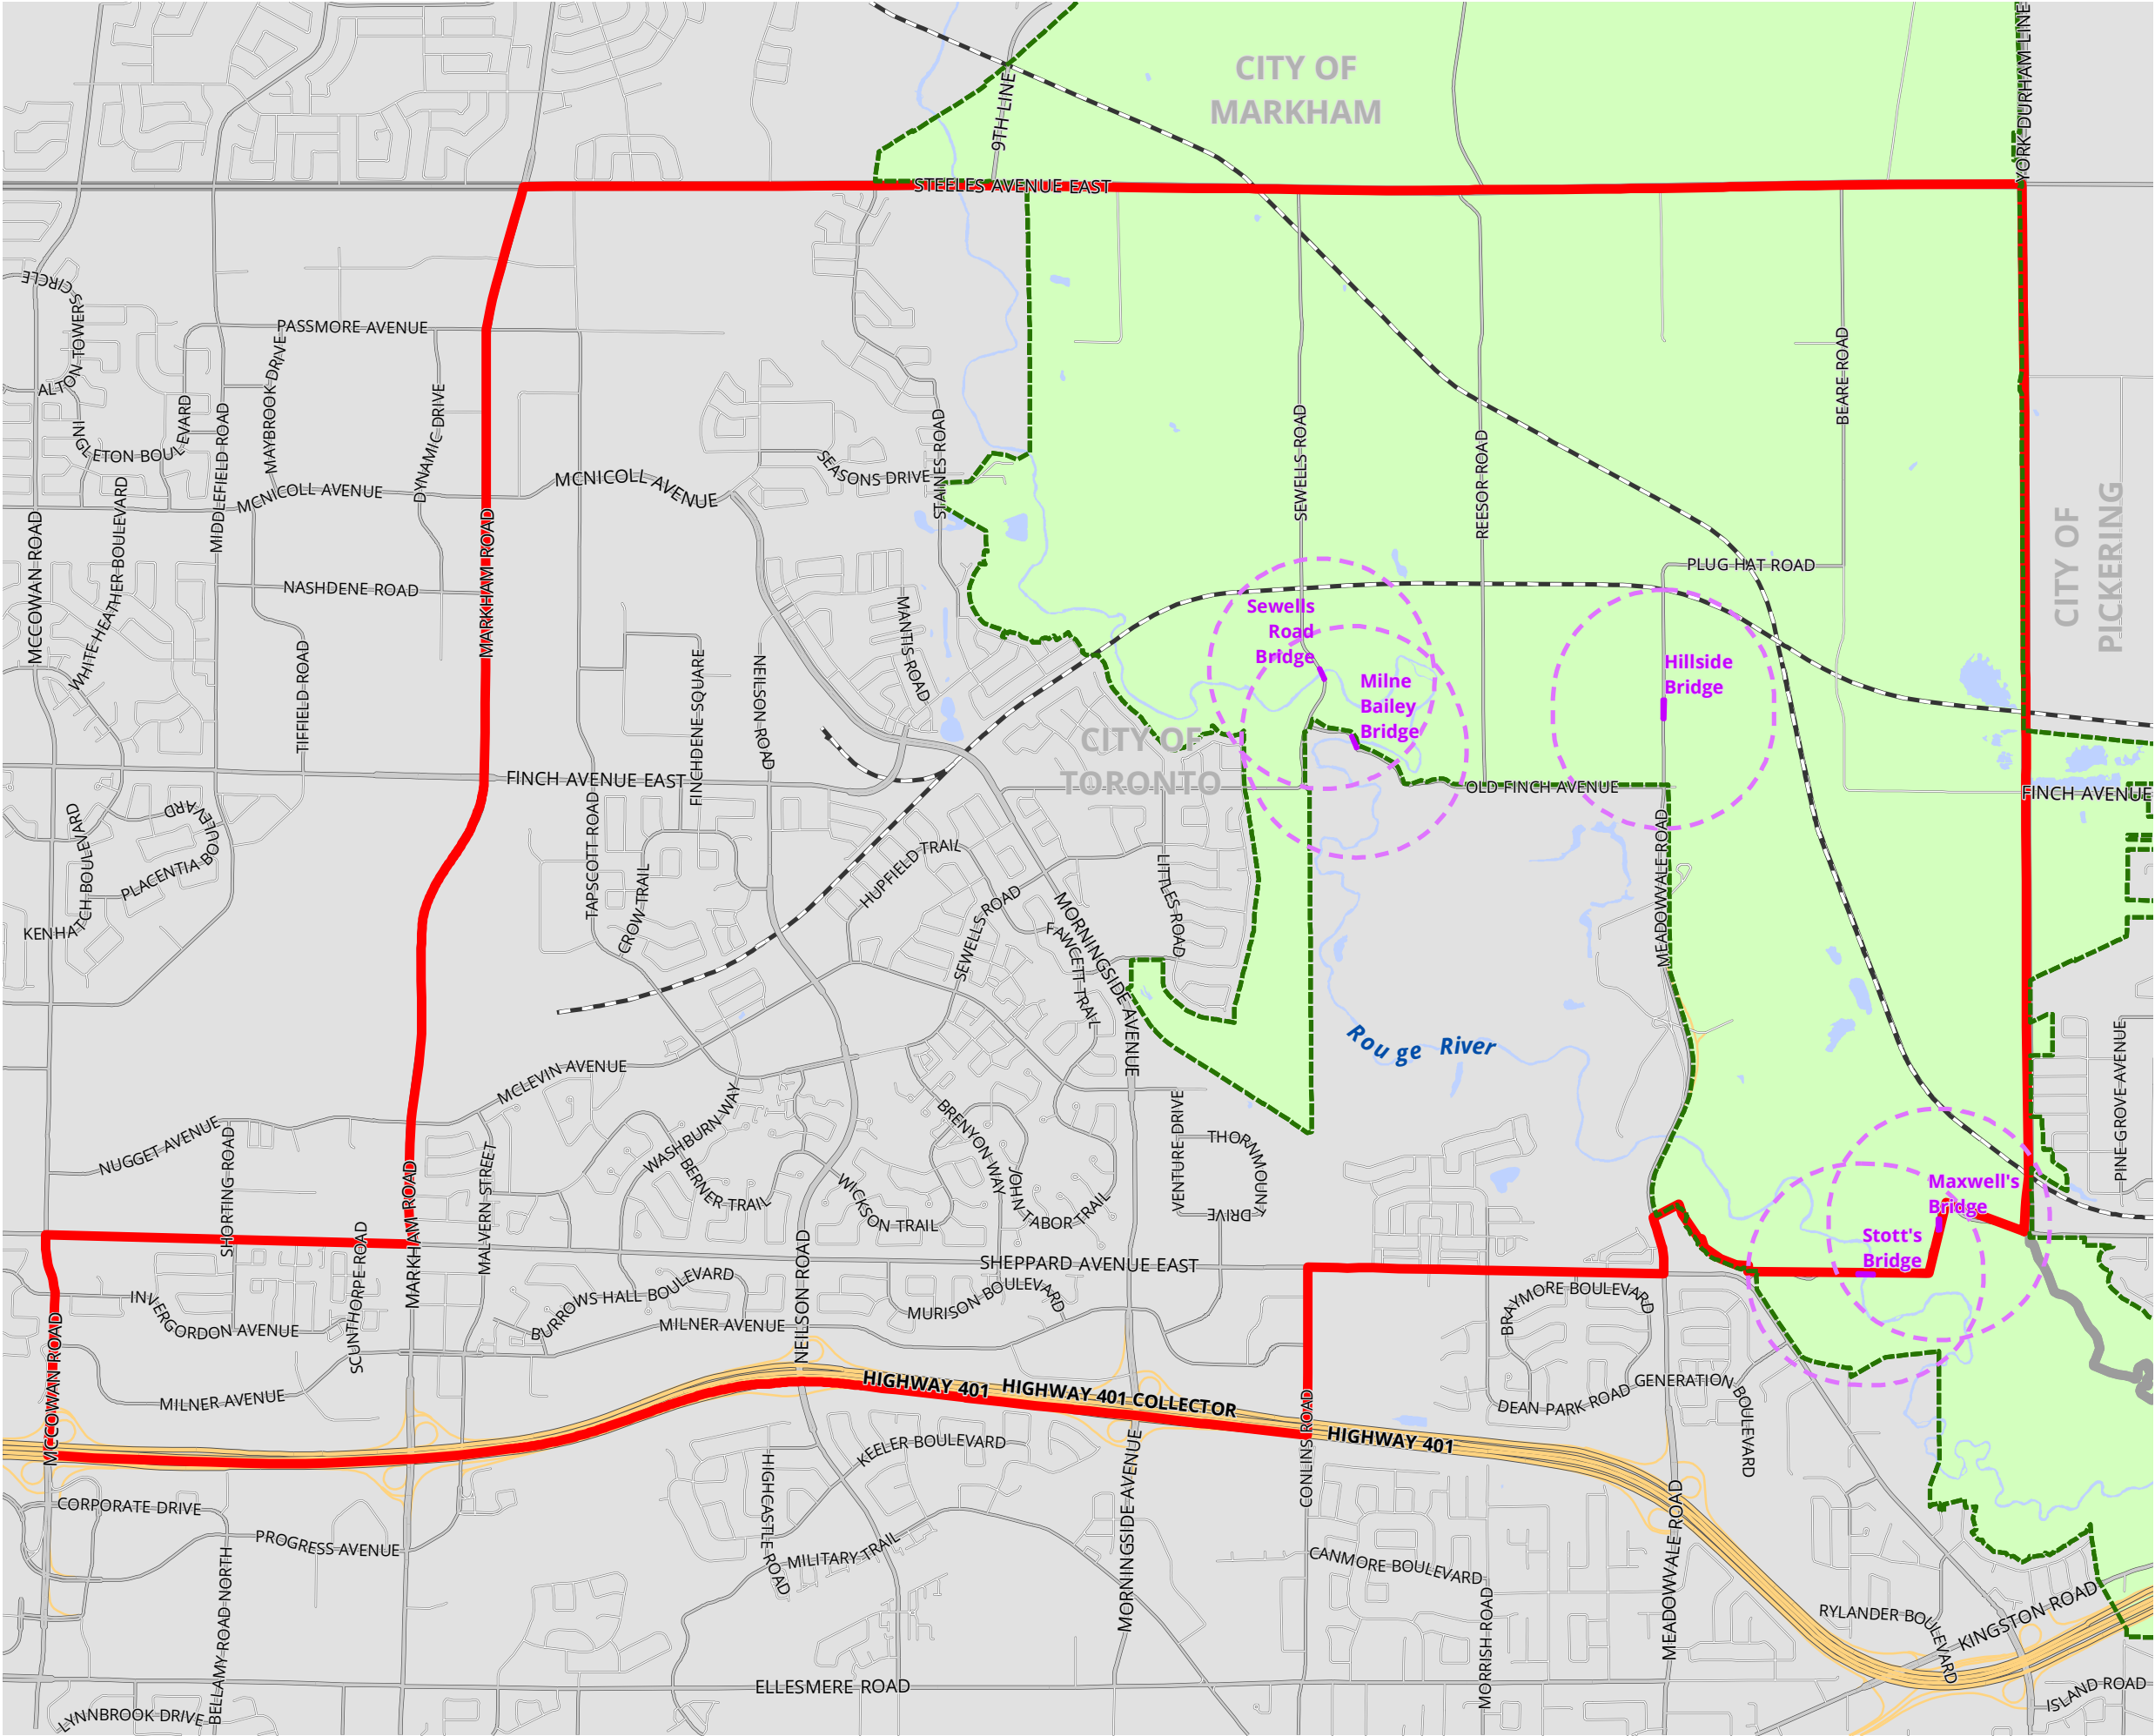 CITY OF
MARKHAM
9TH LINE
YORK DURHAM LINE
STEELES AVENUE EAST
S CIRCLE
ALTON TOWERS
PASSMORE AVENUE
MAYBROOK DRIVE
DYNAMIC DRIVE
INGLETON BOULEVARD
MIDDLEFIELD ROAD
MCNICOLL AVENUE
MCNICOLL AVENUE
SEASONS DRIVE
STAINES ROAD
SEWELLS ROAD
REESOR ROAD
BEARE ROAD
CITY OF
PICKERING
MCCOWAN ROAD
WHITE HEATHER BOULEVARD
MARKHAM ROAD
NASHDENE ROAD
PLUG HAT ROAD
TIFFIELD ROAD
FINCHDENE SQUARE
NEILSON ROAD
MANTIS ROAD
Sewells
Road
Bridge
Milne
Bailey
Bridge
Hillside
Bridge
CITY OF
TORONTO
FINCH AVENUE EAST
OLD FINCH AVENUE
FINCH AVENUE
KENHATCH BOULEVARD
PLACENTIA BOULEVARD
TAPSCOTT ROAD
CROW TRAIL
HUPFIELD TRAIL
SEWELLS ROAD
LITTLES ROAD
MEADOWVALE ROAD
MORNINGSIDE AVENUE
FAWCETT TRAIL
Rouge River
PINE GROVE AVENUE
MCLEVIN AVENUE
NUGGET AVENUE
SHORTING ROAD
WASHBURN WAY
BERNER TRAIL
BRENYON WAY
JOHN TABOR TRAIL
WICKSON TRAIL
VENTURE DRIVE
THORNMOUNT DRIVE
MARKHAM ROAD
MALVERN STREET
SCUNTHORPE ROAD
NEILSON ROAD
SHEPPARD AVENUE EAST
Maxwell's
Bridge
Stott's
Bridge
INVERGORDON AVENUE
BURROWS HALL BOULEVARD
MURISON BOULEVARD
MILNER AVENUE
BRAYMORE BOULEVARD
MCCOWAN ROAD
MILNER AVENUE
HIGHWAY 401
HIGHWAY 401 COLLECTOR
HIGHWAY 401
CONLINS ROAD
DEAN PARK ROAD
GENERATION BOULEVARD
KEELER BOULEVARD
HIGHCASTLE ROAD
MORNINGSIDE AVENUE
CORPORATE DRIVE
PROGRESS AVENUE
MILITARY TRAIL
BELLAMY ROAD NORTH
CANMORE BOULEVARD
MORRISH ROAD
MEADOWVALE ROAD
RYLANDER BOULEVARD
KINGSTON ROAD
ELLESMERE ROAD
LYNNBROOK DRIVE
ISLAND ROAD